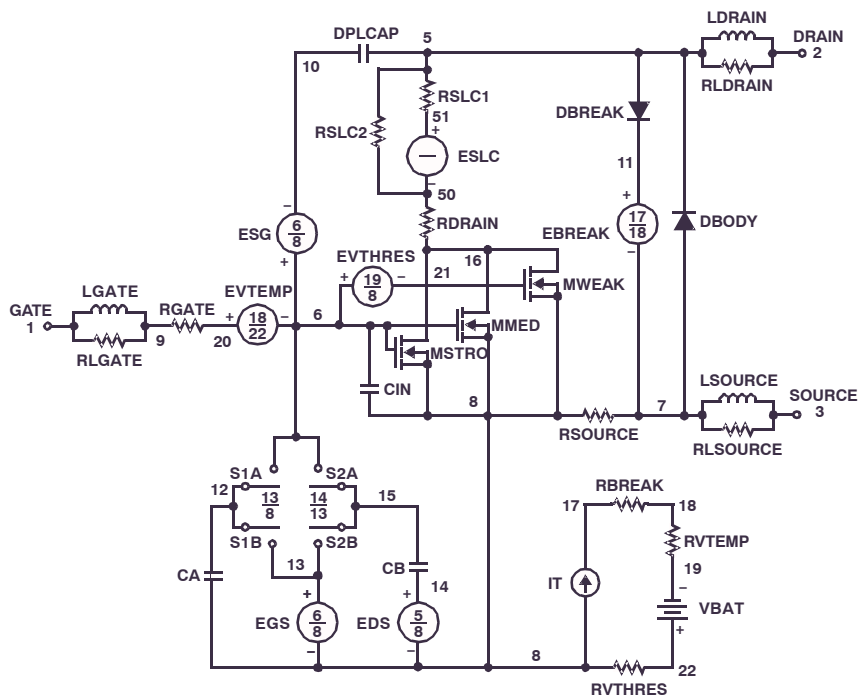 LDRAIN
DPLCAP
5
DRAIN
2
10
RLDRAIN
RSLC1
DBREAK
51
+
RSLC2
ESLC
−
−
50
11
−
+
RDRAIN
ESG
6
8
EBREAK
17
18
DBODY
+
EVTHRES
16
−
+
19
8
−
21
MWEAK
LGATE
EVTEMP
GATE
1
RGATE
+
18
22
−
6
MMED
9
20
MSTRO
RLGATE
LSOURCE
CIN
8
7
SOURCE
3
RSOURCE
RLSOURCE
S1A
S2A
RBREAK
12
13
8
14
13
15
17
18
S1B
S2B
RVTEMP
13
CB
19
CA
14
IT
−
+
+
VBAT
EGS
6
8
EDS
5
8
+
−
−
8
22
RVTHRES